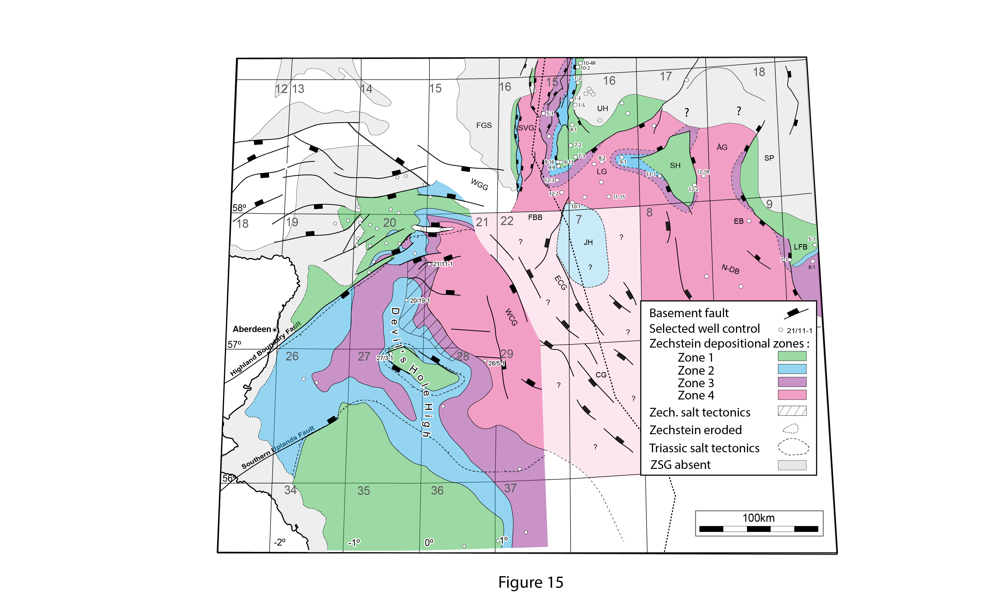 10-4R
10-2
12 13
14
15
16
15
1-2
16
17
18
1-3
1-5
UH
5-3
FGS
SVG
4-1
?
?
7-2
ÅG
7-3
9-16
9-13
9-9
8-2
9-1
SH
SP
LG
11-1
12-1R
12-3
WGG
12-2
12-2
11-1S
10-1
58º
18
19
20
21
22
FBB
7
8
9
EB
?
JH
?
5-1
LFB
21/11-1
?
7-1
8-1
N-DB
ECG
20/19-1
?
Devil's Hole High
WCG
Aberdeen
Highland Boundary Fault
?
57º
26
27
27/3-1
28
29
28/5-1
CG
?
?
Southern Uplands Fault
?
56º
34
35
36
37
-2º
-1º
0º
1º
Basement fault
Selected well control 21/11-1
Zechstein depositional zones :
Zone 1
Zone 2
Zone 3
Zone 4
Zech. salt tectonics
Zechstein eroded
Triassic salt tectonics
ZSG absent
100km
Figure 15